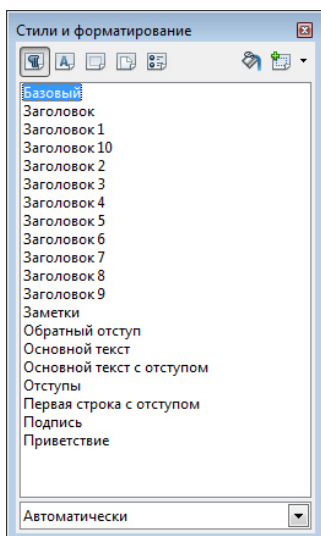 Стили и форматирование
Базовый
Заголовок
Заголовок 1
Заголовок 10
Заголовок 2
Заголовок 3
Заголовок 4
Заголовок 5
Заголовок 6
Заголовок 7
Заголовок 8
Заголовок 9
Заметки
Обратный отступ
Основной текст
Основной текст с отступом
Отступы
Первая строка с отступом
Подпись
Приветствие
Автоматически